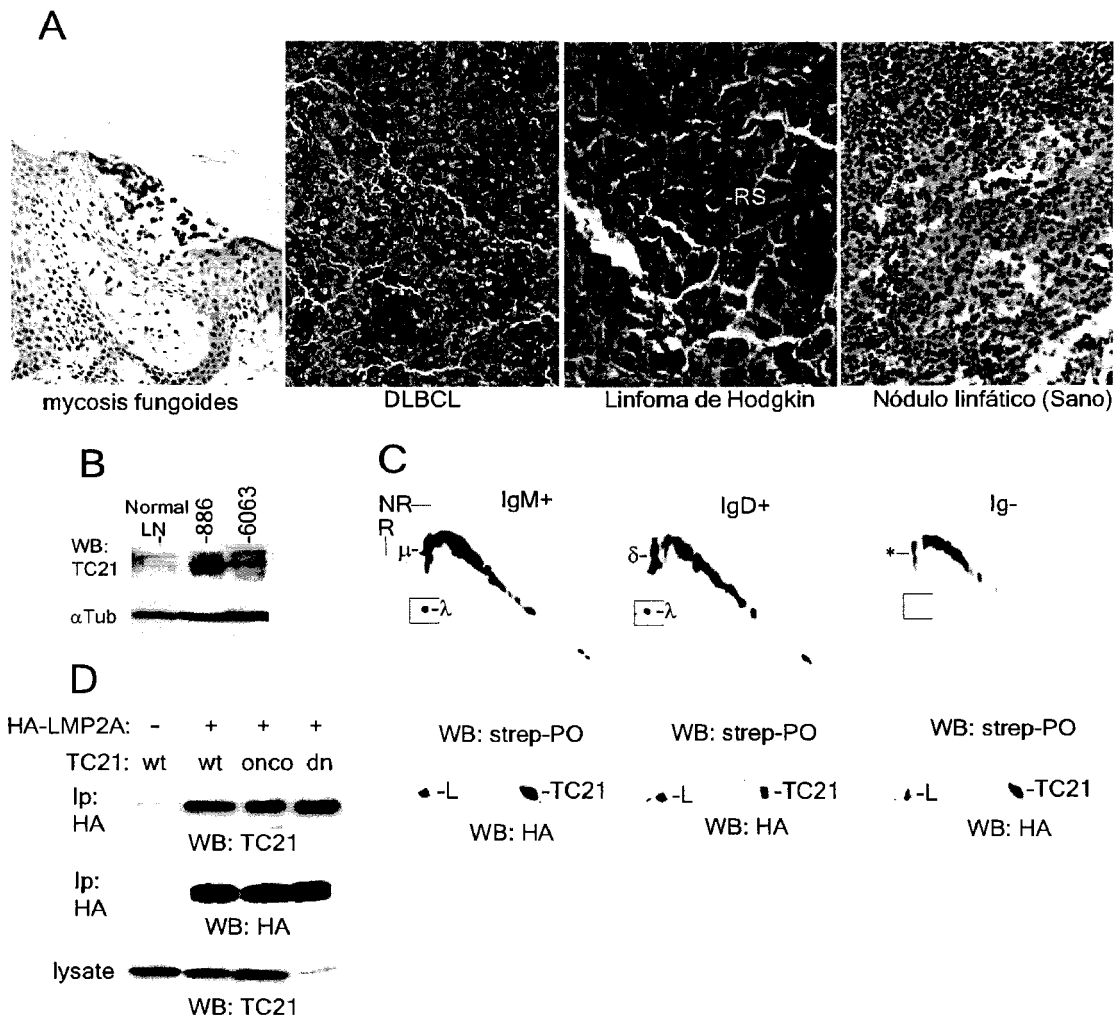 A
-RS
mycosis fungoides
DLBCL
Linfoma de Hodgkin
Nódulo linfático (Sano)
B
Normal
LN
-886
-6063
WB:
TC21
αTub
C
NR
R
IgM+
IgD+
Ig-
μ-
δ-
*-
-λ
-λ
WB: strep-PO
WB: strep-PO
WB: strep-PO
-L
-TC21
-L
-TC21
-L
-TC21
WB: HA
WB: HA
WB: HA
D
HA-LMP2A: - + + +
TC21: wt wt onco dn
Ip:
HA
WB: TC21
Ip:
HA
WB: HA
lysate
WB: TC21